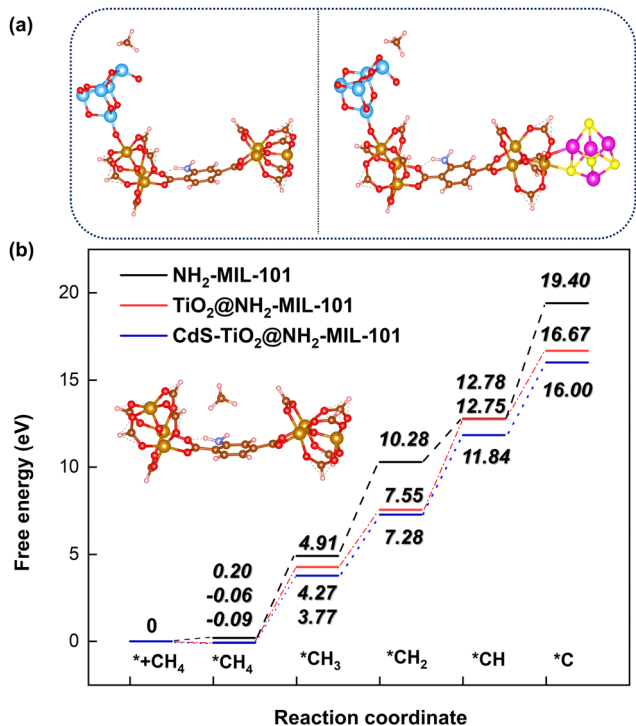 (a)
(b)
NH₂-MIL-101
TiO₂@NH₂-MIL-101
CdS-TiO₂@NH₂-MIL-101
Free energy (eV)
20
15
10
5
0
19.40
16.67
16.00
12.78
12.75
11.84
10.28
7.55
7.28
4.91
4.27
3.77
0.20
-0.06
-0.09
0
*+CH₄ *CH₄ *CH₃ *CH₂ *CH *C
Reaction coordinate